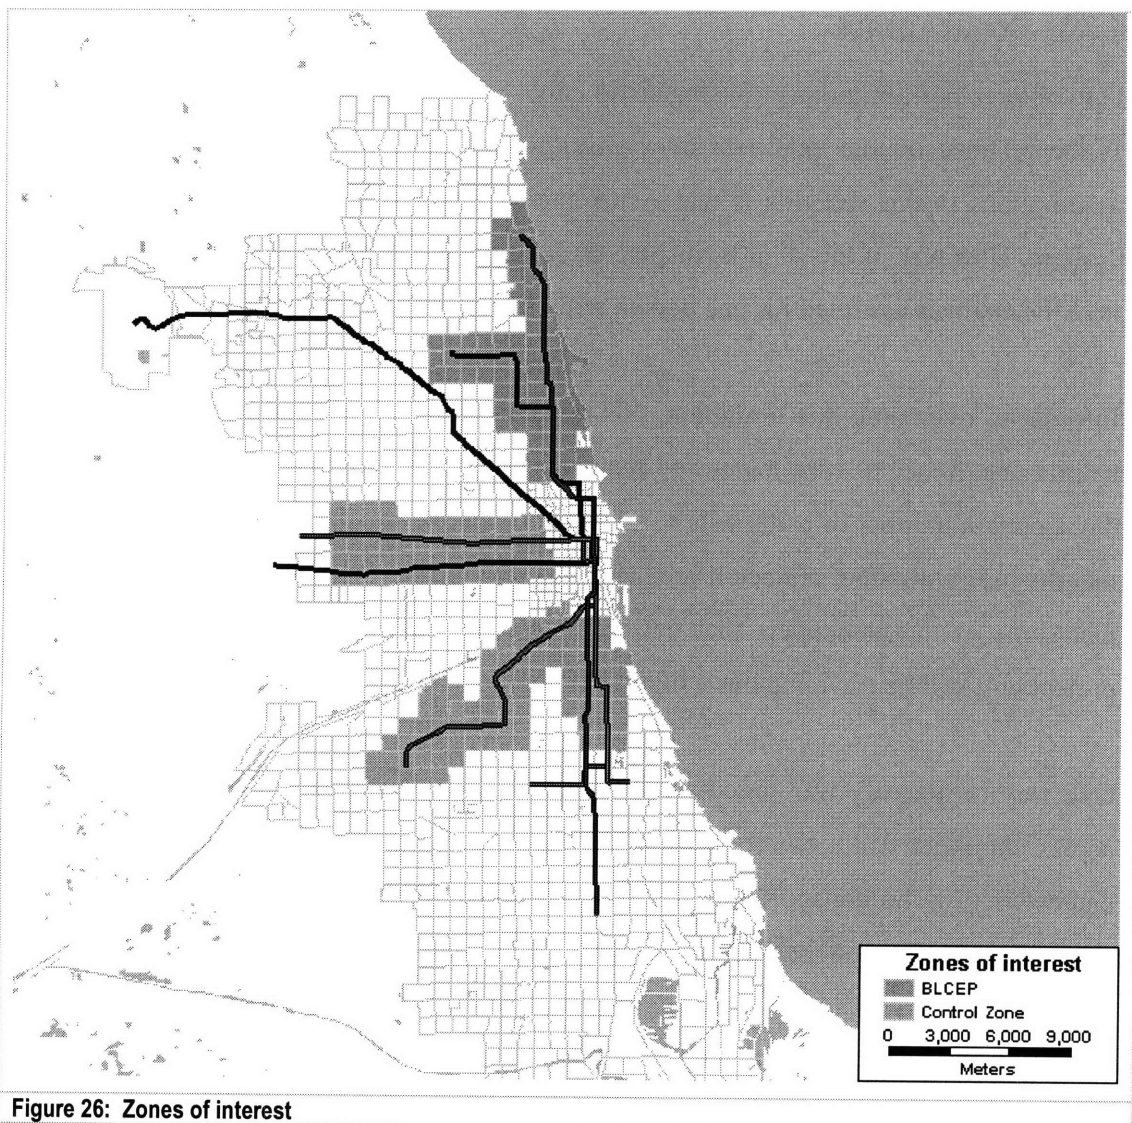 Zones of interest
BLCEP
Control Zone
0 3,000 6,000 9,000
Meters
Figure 26: Zones of interest